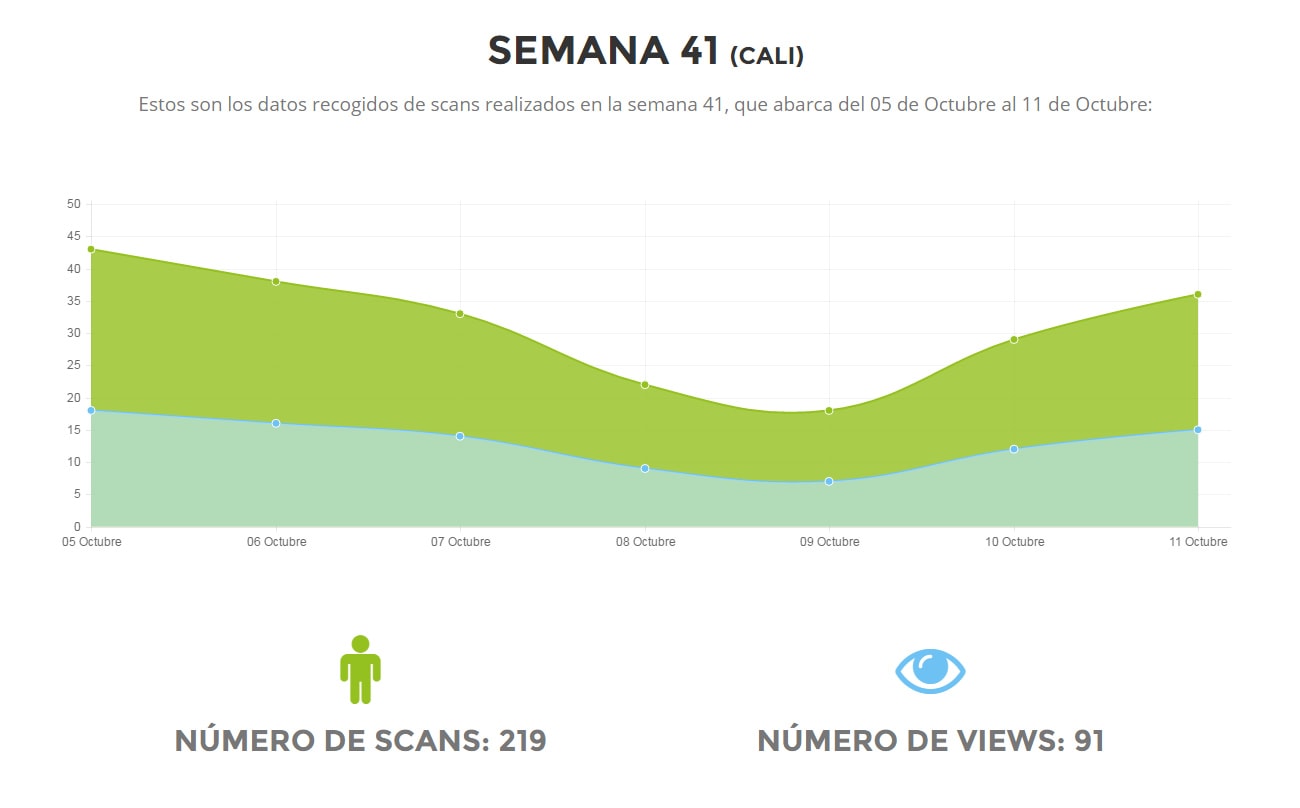 SEMANA 41 (CALI)
Estos son los datos recogidos de scans realizados en la semana 41, que abarca del 05 de Octubre al 11 de Octubre:
50
45
40
35
30
25
20
15
10
5
0
05 Octubre 06 Octubre 07 Octubre 08 Octubre 09 Octubre 10 Octubre 11 Octubre
NÚMERO DE SCANS: 219
NÚMERO DE VIEWS: 91